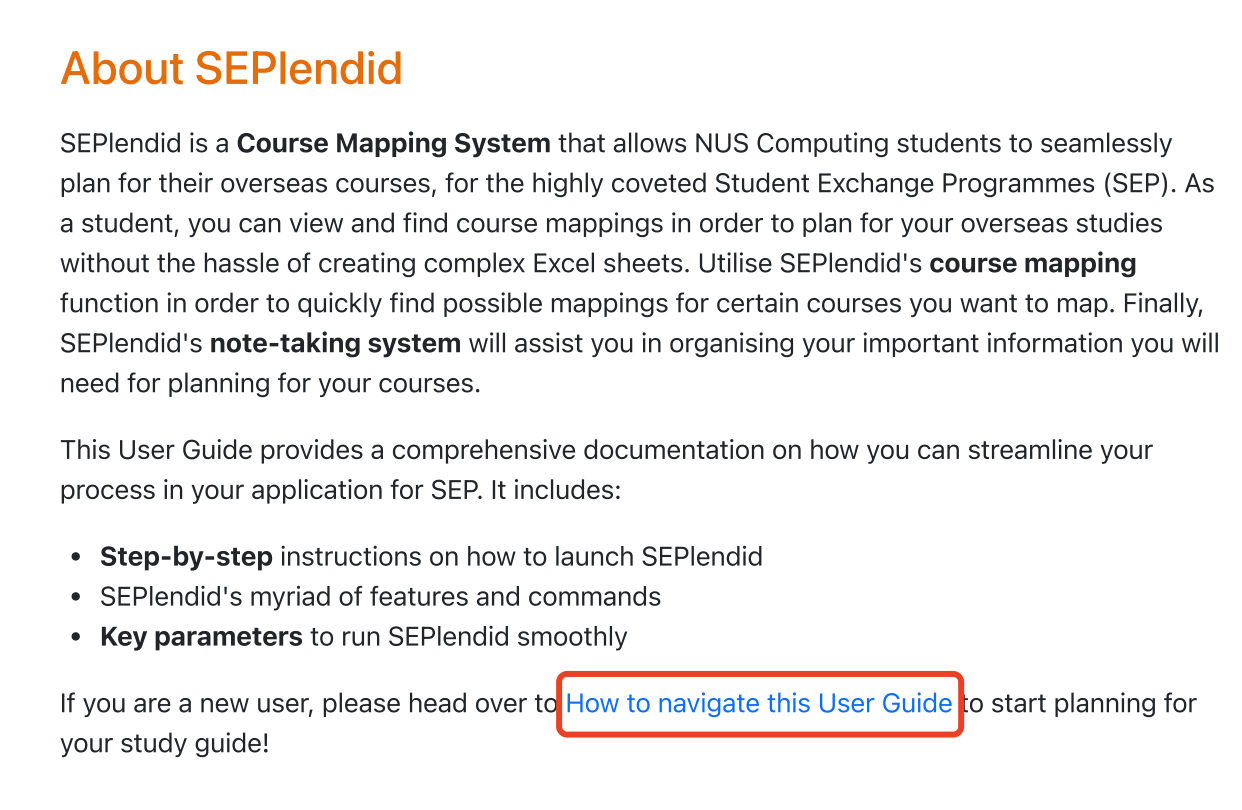 About SEPlendid
SEPlendid is a Course Mapping System that allows NUS Computing students to seamlessly
plan for their overseas courses, for the highly coveted Student Exchange Programmes (SEP). As
a student, you can view and find course mappings in order to plan for your overseas studies
without the hassle of creating complex Excel sheets. Utilise SEPlendid's course mapping
function in order to quickly find possible mappings for certain courses you want to map. Finally,
SEPlendid's note-taking system will assist you in organising your important information you will
need for planning for your courses.
This User Guide provides a comprehensive documentation on how you can streamline your
process in your application for SEP. It includes:
• Step-by-step instructions on how to launch SEPlendid
• SEPlendid's myriad of features and commands
• Key parameters to run SEPlendid smoothly
If you are a new user, please head over to How to navigate this User Guide to start planning for
your study guide!